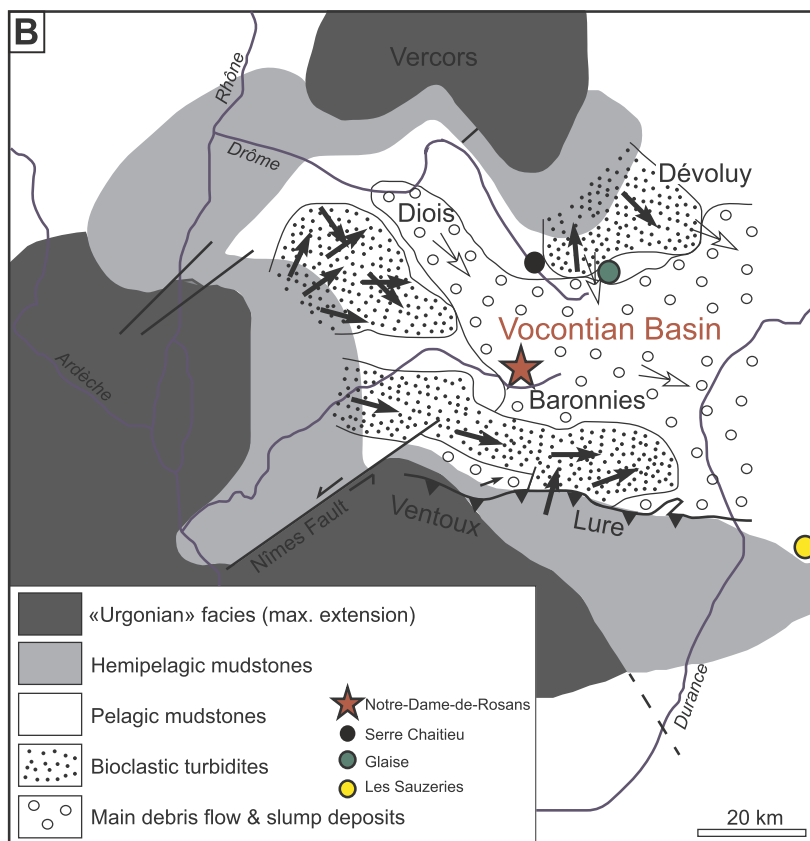 B
Vercors
Rhône
Drôme
Dévoluy
Diois
Vocontian Basin
Ardèche
Baronnies
Ventoux
Lure
Nîmes Fault
Durance
«Urgonian» facies (max. extension)
Hemipelagic mudstones
Pelagic mudstones
Bioclastic turbidites
Main debris flow & slump deposits
Notre-Dame-de-Rosans
Serre Chaitieu
Glaise
Les Sauzeries
20 km